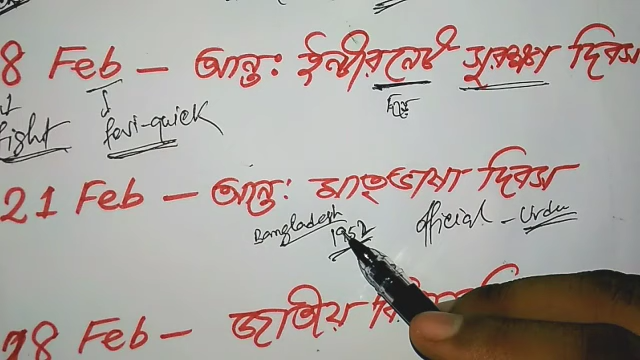 8 Feb — আন্তঃ ইন্টারনেট সুরক্ষা দিবস
fight fevi-quick
21 Feb — আন্তঃ মাতৃভাষা দিবস
Bangladesh 1952 official - Urdu
28 Feb — জাতীয়